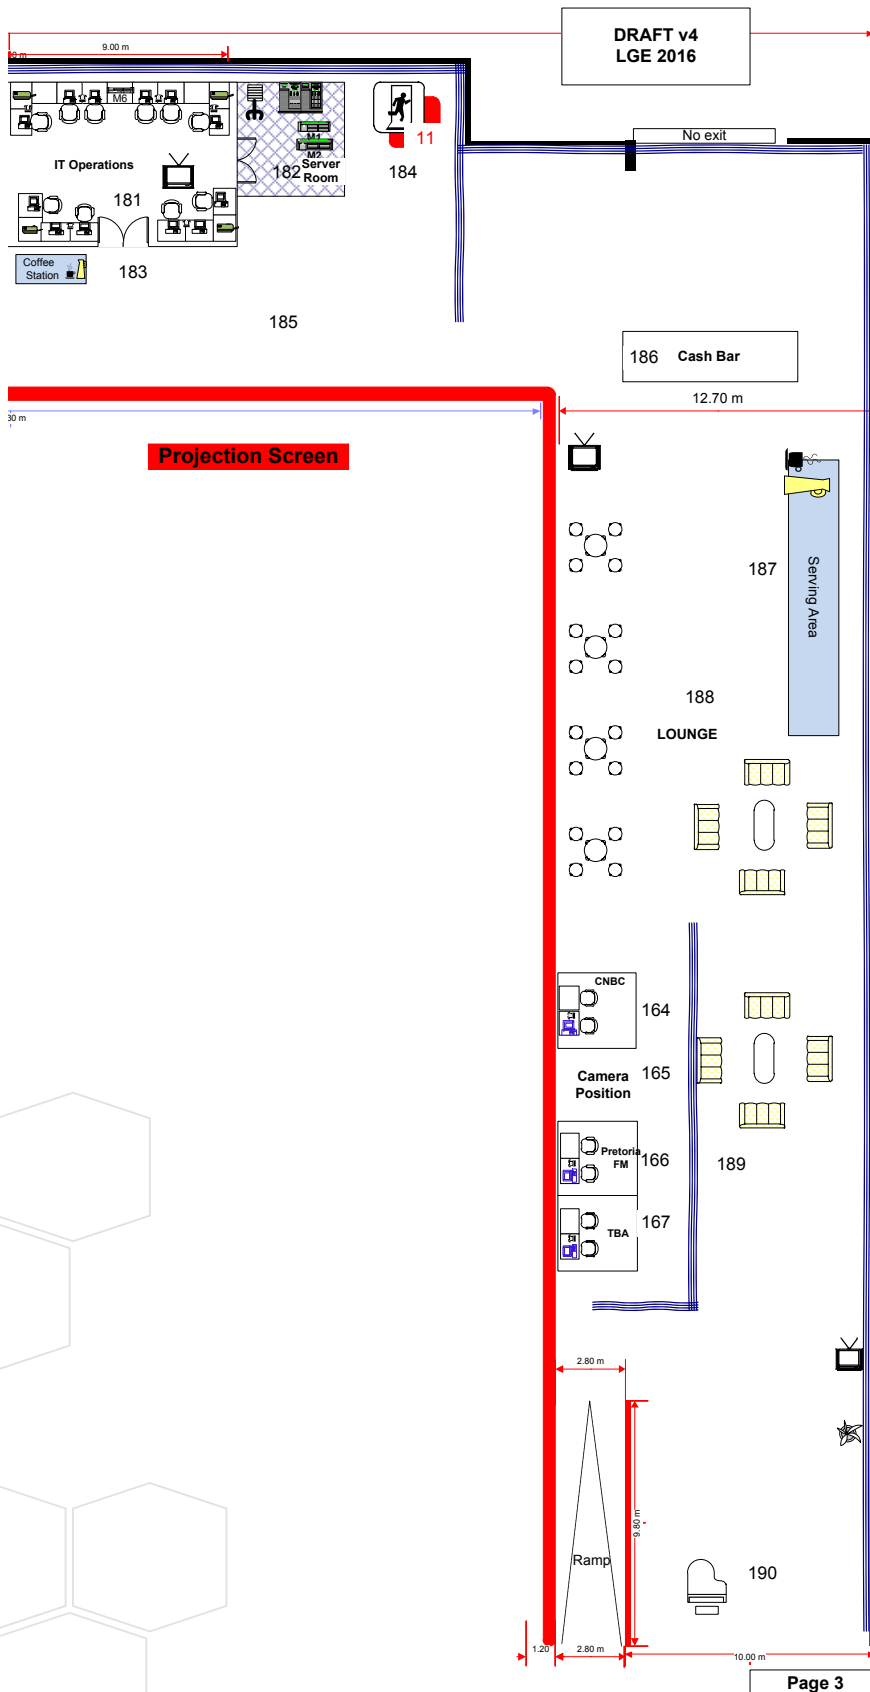 DRAFT v4
LGE 2016
9.00 m
M6
No exit
11
M1
M2
IT Operations
182
Server
Room
184
181
Coffee
Station
183
185
186
Cash Bar
12.70 m
Projection Screen
187
Serving Area
188
LOUNGE
CNBC
164
Camera
Position
165
Pretoria
FM
166
189
167
TBA
2.80 m
9.80 m
Ramp
190
1.20
2.80 m
10.00 m
Page 3